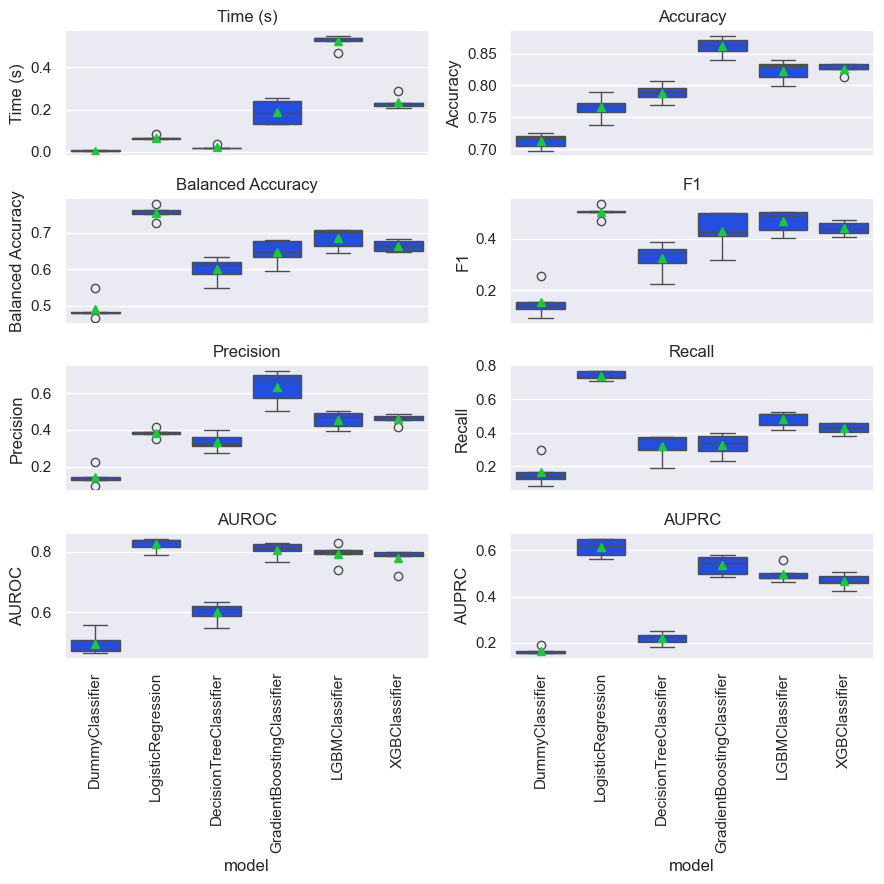 Time (s)
Time (s)
0.4
0.2
0.0
Accuracy
Accuracy
0.85
0.80
0.75
0.70
Balanced Accuracy
Balanced Accuracy
0.7
0.6
0.5
F1
F1
0.4
0.2
Precision
Precision
0.6
0.4
0.2
Recall
Recall
0.8
0.6
0.4
0.2
AUROC
AUROC
0.8
0.6
DummyClassifier
LogisticRegression
DecisionTreeClassifier
GradientBoostingClassifier
LGBMClassifier
XGBClassifier
model
AUPRC
AUPRC
0.6
0.4
0.2
DummyClassifier
LogisticRegression
DecisionTreeClassifier
GradientBoostingClassifier
LGBMClassifier
XGBClassifier
model